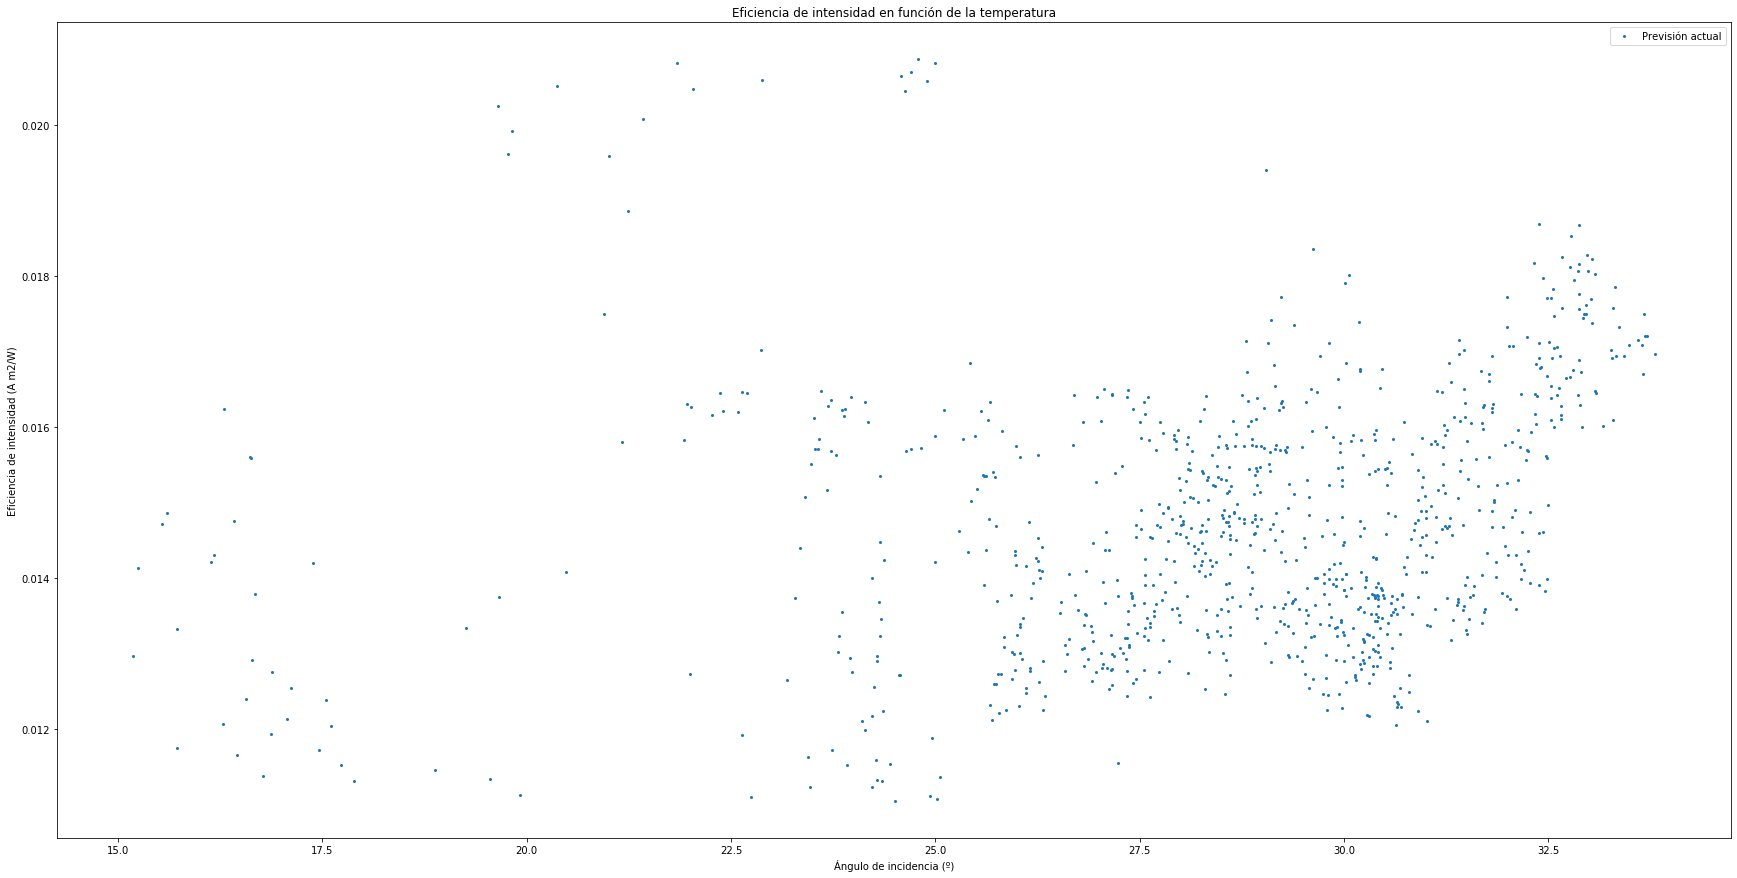 Eficiencia de intensidad en función de la temperatura
Previsión actual
Eficiencia de intensidad (A m2/W)
0.020
0.018
0.016
0.014
0.012
15.0 17.5 20.0 22.5 25.0 27.5 30.0 32.5
Ángulo de incidencia (º)